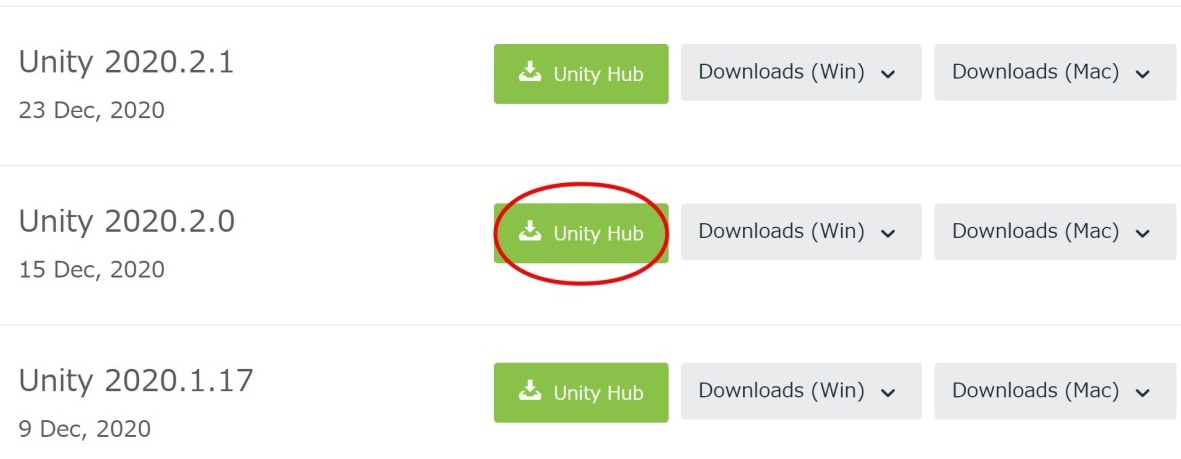 Unity 2020.2.1
23 Dec, 2020
Unity Hub
Downloads (Win)
Downloads (Mac)
Unity 2020.2.0
15 Dec, 2020
Unity Hub
Downloads (Win)
Downloads (Mac)
Unity 2020.1.17
9 Dec, 2020
Unity Hub
Downloads (Win)
Downloads (Mac)